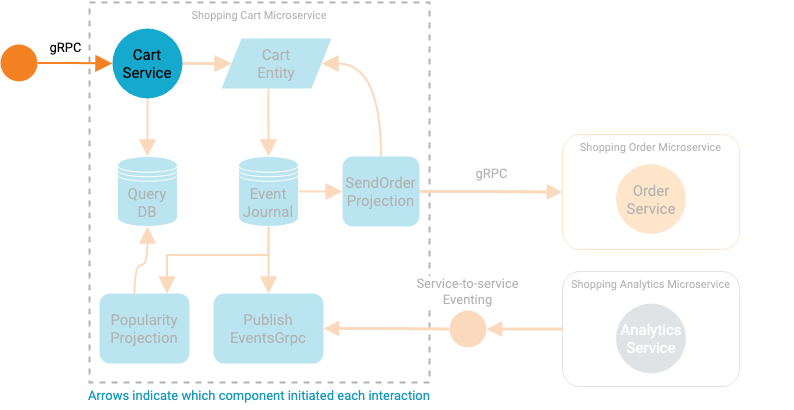 Shopping Cart Microservice
gRPC
Cart
Service
Cart
Entity
Query
DB
Event
Journal
SendOrder
Projection
gRPC
Shopping Order Microservice
Order
Service
Service-to-service
Eventing
Shopping Analytics Microservice
Analytics
Service
Popularity
Projection
Publish
EventsGrpc
Arrows indicate which component initiated each interaction